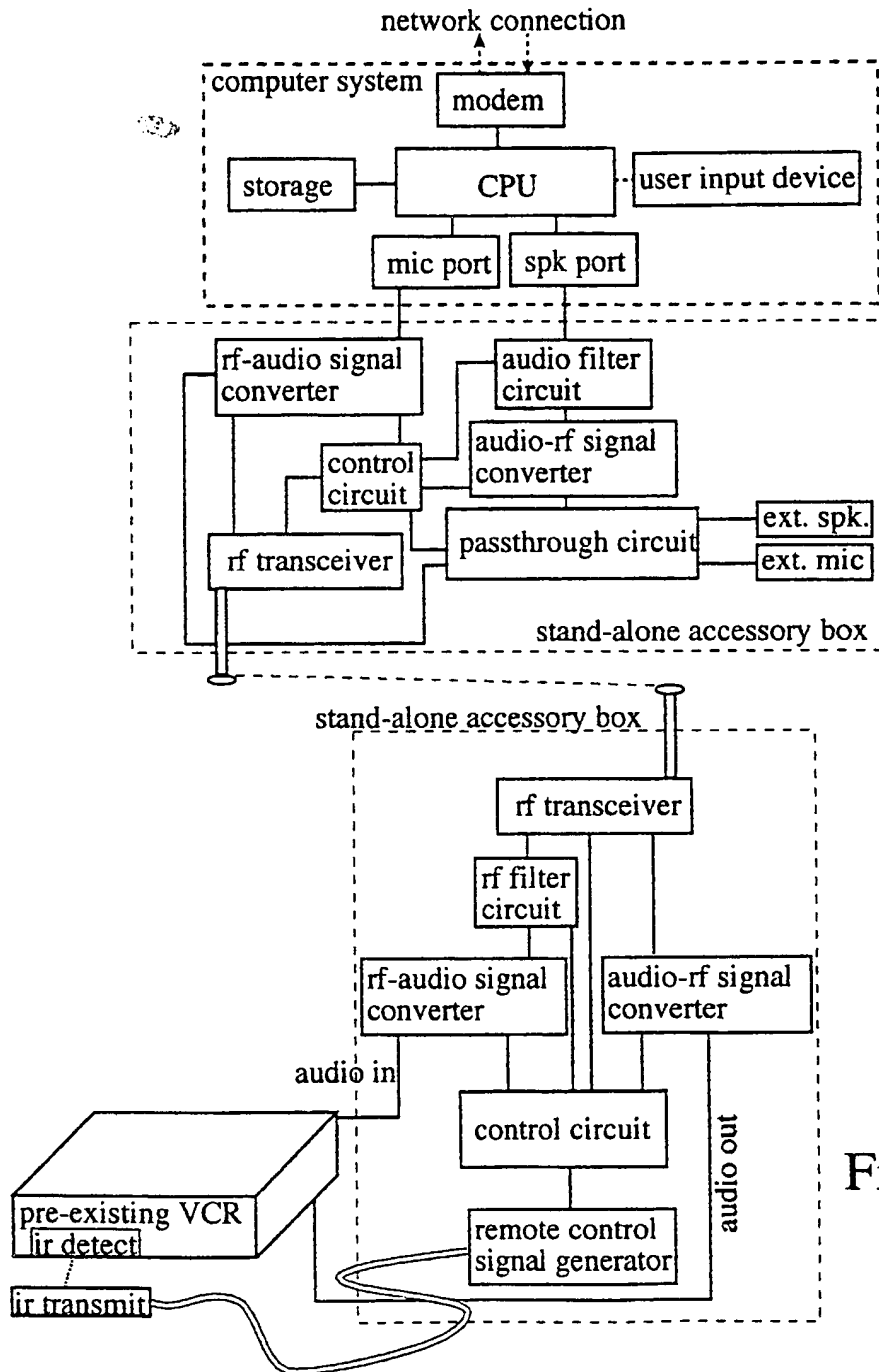 network connection
computer system
modem
storage
CPU
user input device
mic port
spk port
rf-audio signal
converter
audio filter
circuit
control
circuit
audio-rf signal
converter
rf transceiver
passthrough circuit
ext. spk.
ext. mic
stand-alone accessory box
stand-alone accessory box
rf transceiver
rf filter
circuit
rf-audio signal
converter
audio-rf signal
converter
audio in
control circuit
audio out
pre-existing VCR
ir detect
remote control
signal generator
ir transmit